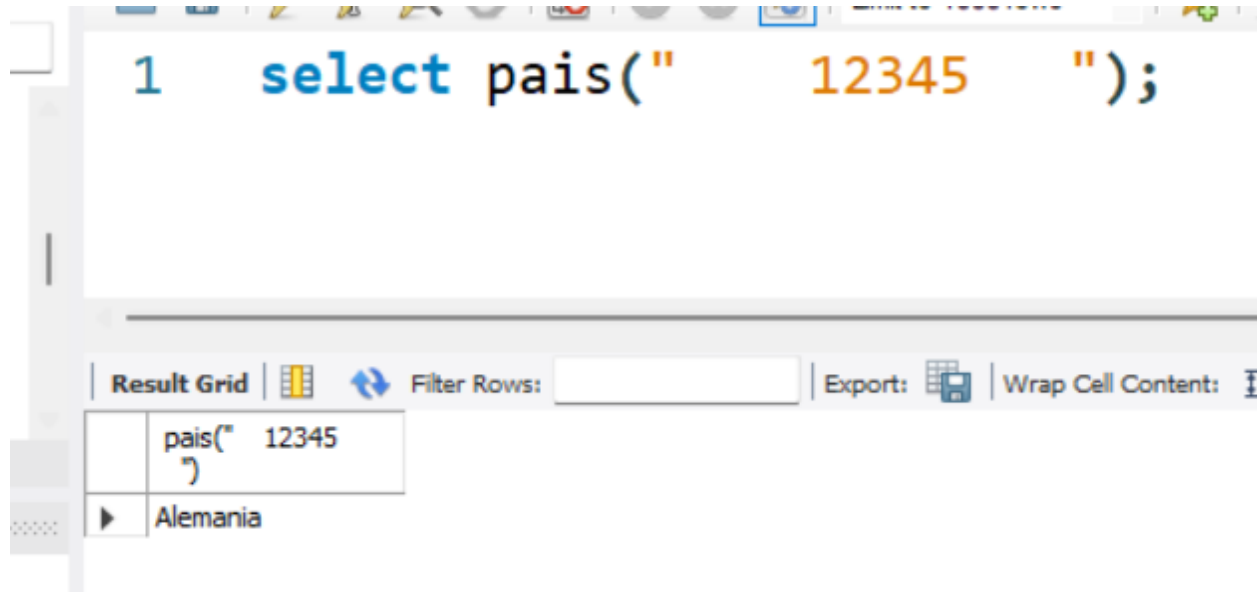 1 select pais("    12345    ");
Result Grid Filter Rows: Export: Wrap Cell Content:
pais("    12345
")
Alemania